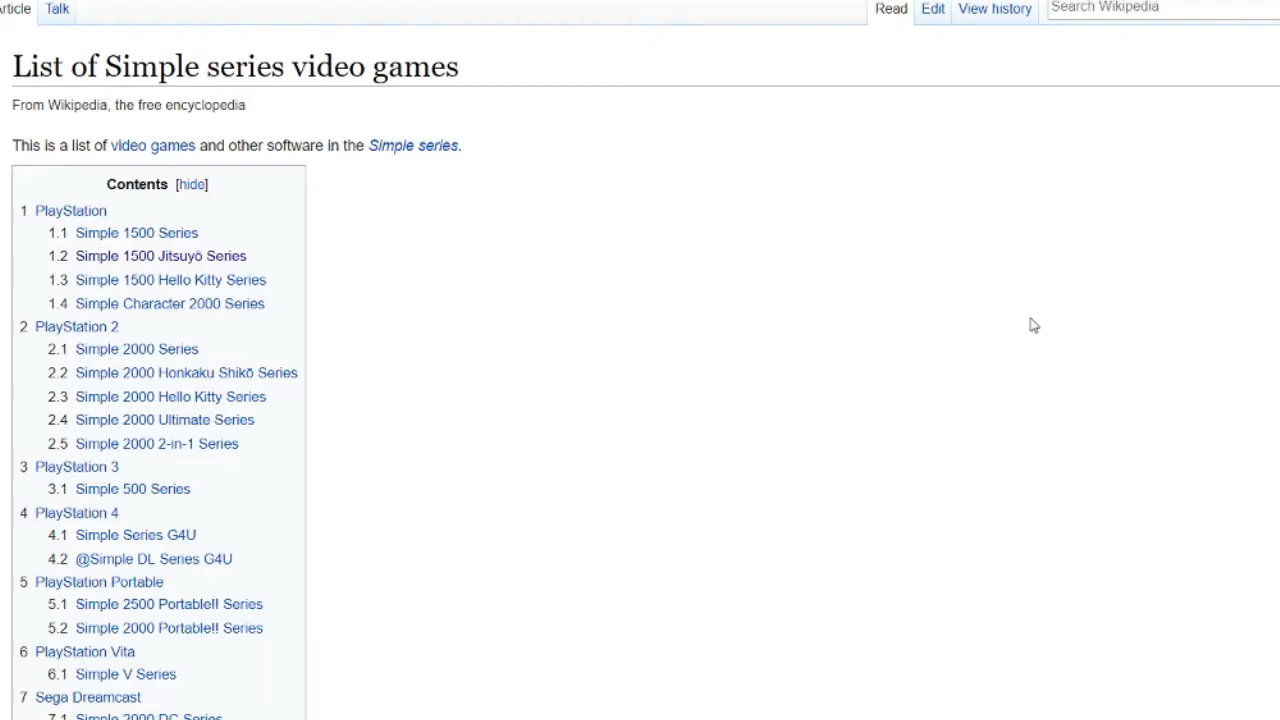 Article Talk Read Edit View history Search Wikipedia
List of Simple series video games
From Wikipedia, the free encyclopedia
This is a list of video games and other software in the Simple series.
Contents [hide]
1 PlayStation
1.1 Simple 1500 Series
1.2 Simple 1500 Jitsuyō Series
1.3 Simple 1500 Hello Kitty Series
1.4 Simple Character 2000 Series
2 PlayStation 2
2.1 Simple 2000 Series
2.2 Simple 2000 Honkaku Shikō Series
2.3 Simple 2000 Hello Kitty Series
2.4 Simple 2000 Ultimate Series
2.5 Simple 2000 2-in-1 Series
3 PlayStation 3
3.1 Simple 500 Series
4 PlayStation 4
4.1 Simple Series G4U
4.2 @Simple DL Series G4U
5 PlayStation Portable
5.1 Simple 2500 Portable!! Series
5.2 Simple 2000 Portable!! Series
6 PlayStation Vita
6.1 Simple V Series
7 Sega Dreamcast
7.1 Simple 2000 DC Series